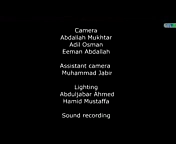 Camera
Abdallah Mukhtar
Adil Osman
Eeman Abdallah
Assistant camera
Muhammad Jabir
Lighting
Abduljabar Ahmed
Hamid Mustaffa
Sound recording